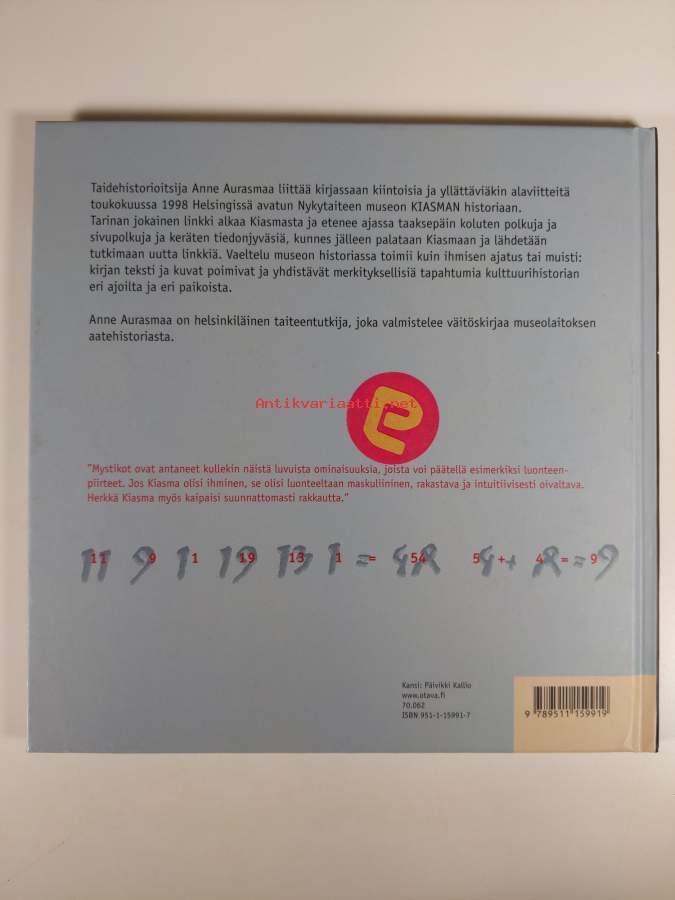 Taidehistorioitsija Anne Aurasmaa liittää kirjassaan kiintoisia ja yllättäviäkin alaviitteitä
toukokuussa 1998 Helsingissä avatun Nykytaiteen museon KIASMAN historiaan.
Tarinan jokainen linkki alkaa Kiasmasta ja etenee ajassa taaksepäin koluten polkuja ja
sivupolkuja ja keräten tiedonjyväsiä, kunnes jälleen palataan Kiasmaan ja lähdetään
tutkimaan uutta linkkiä. Vaeltelu museon historiassa toimii kuin ihmisen ajatus tai muisti:
kirjan teksti ja kuvat poimivat ja yhdistävät merkityksellisiä tapahtumia kulttuurihistorian
eri ajoilta ja eri paikoista.
Anne Aurasmaa on helsinkiläinen taiteentutkija, joka valmistelee väitöskirjaa museolaitoksen
aatehistoriasta.
Antikvariaatti.net
"Mystikot ovat antaneet kullekin näistä luvuista ominaisuuksia, joista voi päätellä esimerkiksi luonteen-
piirteet. Jos Kiasma olisi ihminen, se olisi luonteeltaan maskuliininen, rakastava ja intuitiivisesti oivaltava.
Herkkä Kiasma myös kaipaisi suunnattomasti rakkautta."
11 9 1 19 13 1 = 54 5 + 4 = 9
Kansi: Päivikki Kallio
www.otava.fi
70.062
ISBN 951-1-15991-7
9 789511 159919